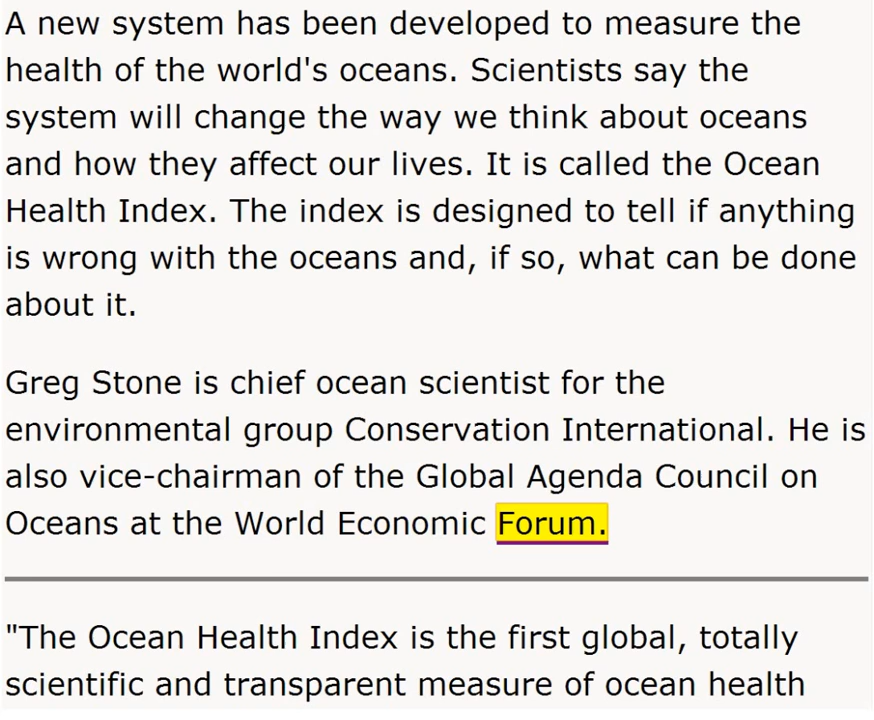 A new system has been developed to measure the
health of the world's oceans. Scientists say the
system will change the way we think about oceans
and how they affect our lives. It is called the Ocean
Health Index. The index is designed to tell if anything
is wrong with the oceans and, if so, what can be done
about it.
Greg Stone is chief ocean scientist for the
environmental group Conservation International. He is
also vice-chairman of the Global Agenda Council on
Oceans at the World Economic Forum.
"The Ocean Health Index is the first global, totally
scientific and transparent measure of ocean health